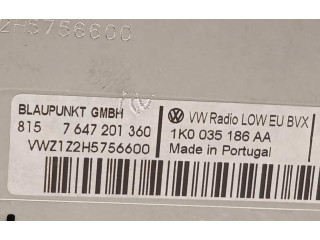 Z2H5756600
BLAUPUNKT GMBH
815 7 647 201 360
VWZ1Z2H5756600
VW Radio LOW EU BVX
1K0 035 186 AA
Made in Portugal